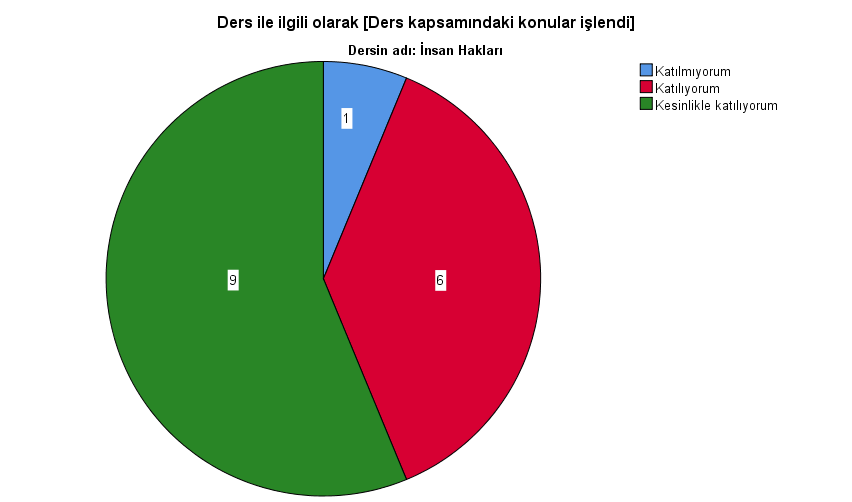 Ders ile ilgili olarak [Ders kapsamındaki konular işlendi]
Dersin adı: İnsan Hakları
Katılmıyorum
Katılıyorum
Kesinlikle katılıyorum
1
9
6